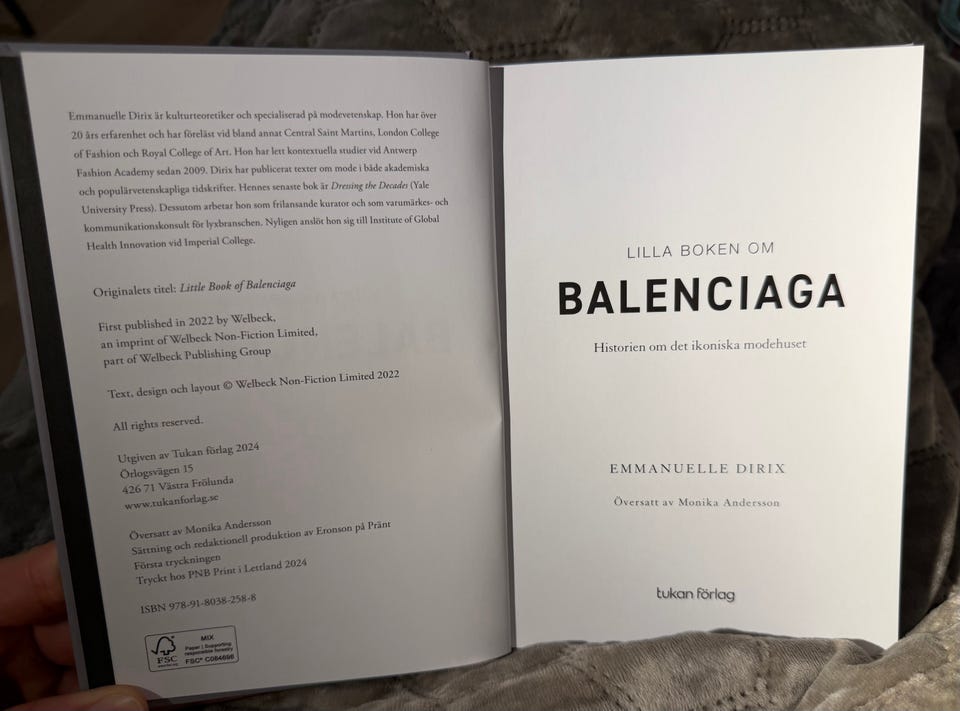 Emmanuelle Dirix är kulturteoretiker och specialiserad på modevetenskap. Hon har över
20 års erfarenhet och har föreläst vid bland annat Central Saint Martins, London College
of Fashion och Royal College of Art. Hon har lett kontextuella studier vid Antwerp
Fashion Academy sedan 2009. Dirix har publicerat texter om mode i både akademiska
och populärvetenskapliga tidskrifter. Hennes senaste bok är Dressing the Decades (Yale
University Press). Dessutom arbetar hon som frilansande kurator och som varumärkes- och
kommunikationskonsult för lyxbranschen. Nyligen anslöt hon sig till Institute of Global
Health Innovation vid Imperial College.
Originalets titel: Little Book of Balenciaga
First published in 2022 by Welbeck,
an imprint of Welbeck Non-Fiction Limited,
part of Welbeck Publishing Group
Text, design och layout © Welbeck Non-Fiction Limited 2022
All rights reserved.
Utgiven av Tukan förlag 2024
Örlogsvägen 15
426 71 Västra Frölunda
www.tukanforlag.se
Översatt av Monika Andersson
Sättning och redaktionell produktion av Eronson på Pränt
Första tryckningen
Tryckt hos PNB Print i Lettland 2024
ISBN 978-91-8038-258-8
FSC
MIX
Paper | Supporting
responsible forestry
FSC® C084698
LILLA BOKEN OM
BALENCIAGA
Historien om det ikoniska modehuset
EMMANUELLE DIRIX
Översatt av Monika Andersson
tukan förlag